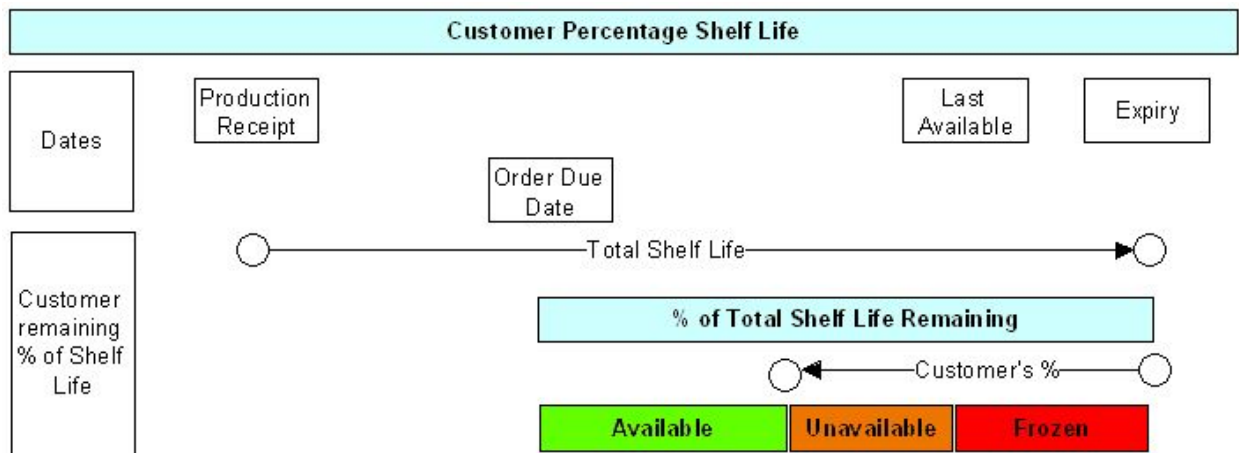 Customer Percentage Shelf Life
Dates
Production
Receipt
Last
Available
Expiry
Order Due
Date
Total Shelf Life
Customer
remaining
% of Shelf
Life
% of Total Shelf Life Remaining
Customer's %
Available
Unavailable
Frozen